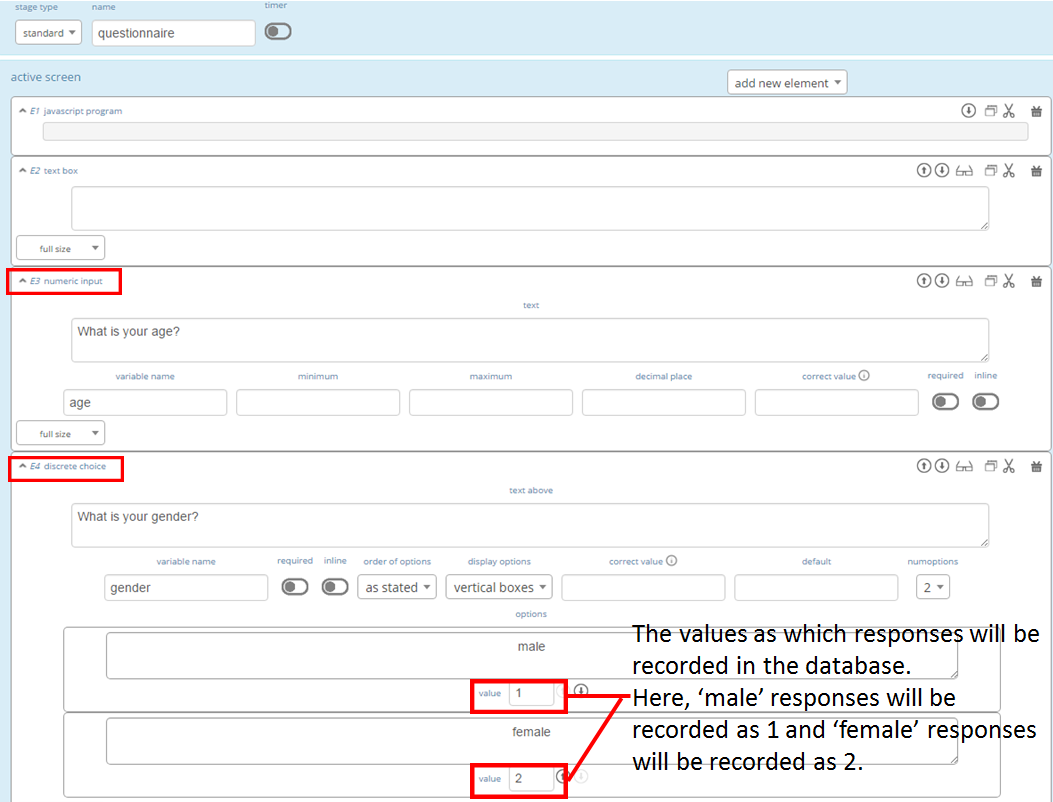 stage type name timer
standard questionnaire
active screen
add new element
E1 javascript program
E2 text box
full size
E3 numeric input
text
What is your age?
variable name minimum maximum decimal place correct value required inline
age
full size
E4 discrete choice
text above
What is your gender?
variable name required inline order of options display options correct value default numoptions
gender as stated vertical boxes 2
options
male
value 1
female
value 2
The values as which responses will be
recorded in the database.
Here, ‘male’ responses will be
recorded as 1 and ‘female’ responses
will be recorded as 2.